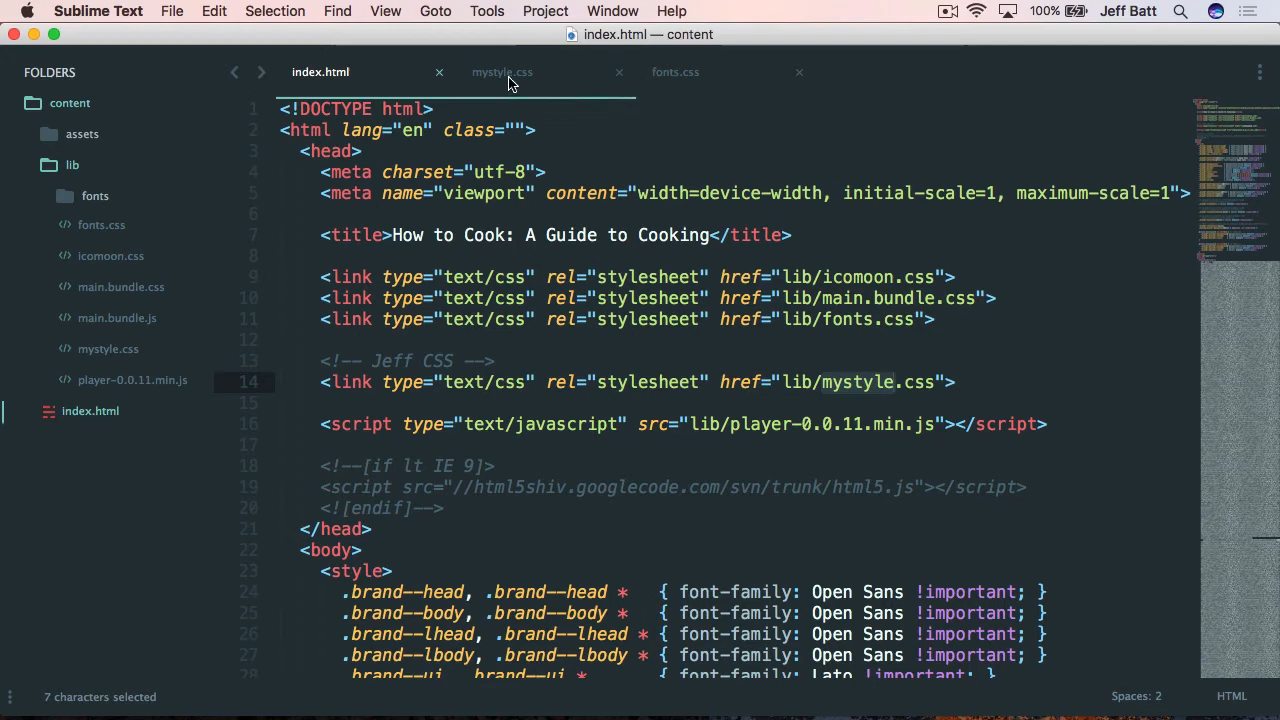 Sublime Text File Edit Selection Find View Goto Tools Project Window Help 100% Jeff Batt
index.html — content
FOLDERS
content
assets
lib
fonts
fonts.css
icomoon.css
main.bundle.css
main.bundle.js
mystyle.css
player-0.0.11.min.js
index.html
index.html × mystyle.css × fonts.css ×
1 <!DOCTYPE html>
2 <html lang="en" class="">
3 <head>
4 <meta charset="utf-8">
5 <meta name="viewport" content="width=device-width, initial-scale=1, maximum-scale=1">
6
7 <title>How to Cook: A Guide to Cooking</title>
8
9 <link type="text/css" rel="stylesheet" href="lib/icomoon.css">
10 <link type="text/css" rel="stylesheet" href="lib/main.bundle.css">
11 <link type="text/css" rel="stylesheet" href="lib/fonts.css">
12
13 <!-- Jeff CSS -->
14 <link type="text/css" rel="stylesheet" href="lib/mystyle.css">
15
16 <script type="text/javascript" src="lib/player-0.0.11.min.js"></script>
17
18 <!--[if lt IE 9]>
19 <script src="//html5shiv.googlecode.com/svn/trunk/html5.js"></script>
20 <![endif]-->
21 </head>
22 <body>
23 <style>
24 .brand--head, .brand--head * { font-family: Open Sans !important; }
25 .brand--body, .brand--body * { font-family: Open Sans !important; }
26 .brand--lhead, .brand--lhead * { font-family: Open Sans !important; }
27 .brand--lbody, .brand--lbody * { font-family: Open Sans !important; }
28 .brand--ui, .brand--ui * { font-family: Lato !important; }
7 characters selected Spaces: 2 HTML